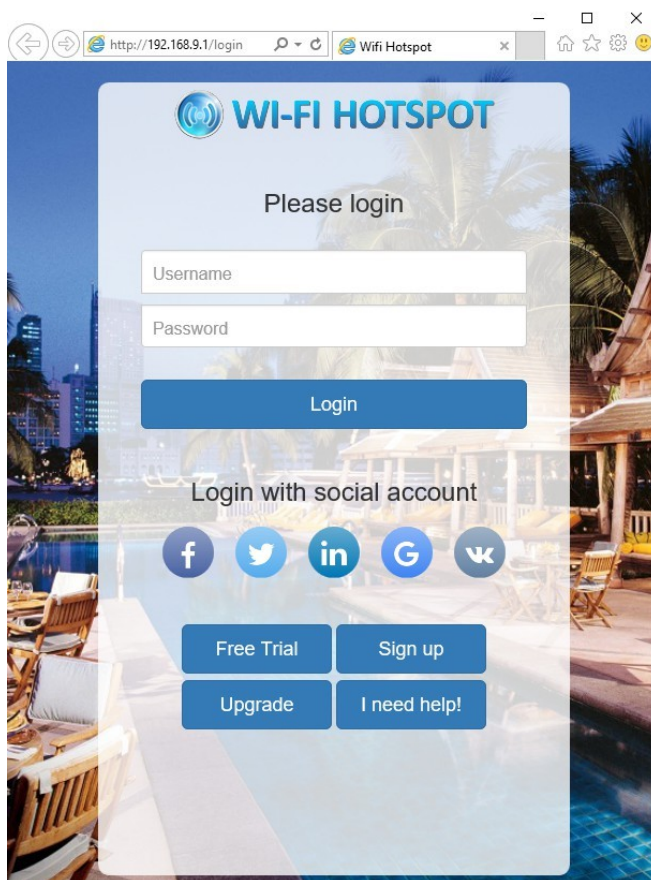 http://192.168.9.1/login
Wifi Hotspot
WI-FI HOTSPOT
Please login
Username
Password
Login
Login with social account
f in G
Free Trial Sign up
Upgrade I need help!